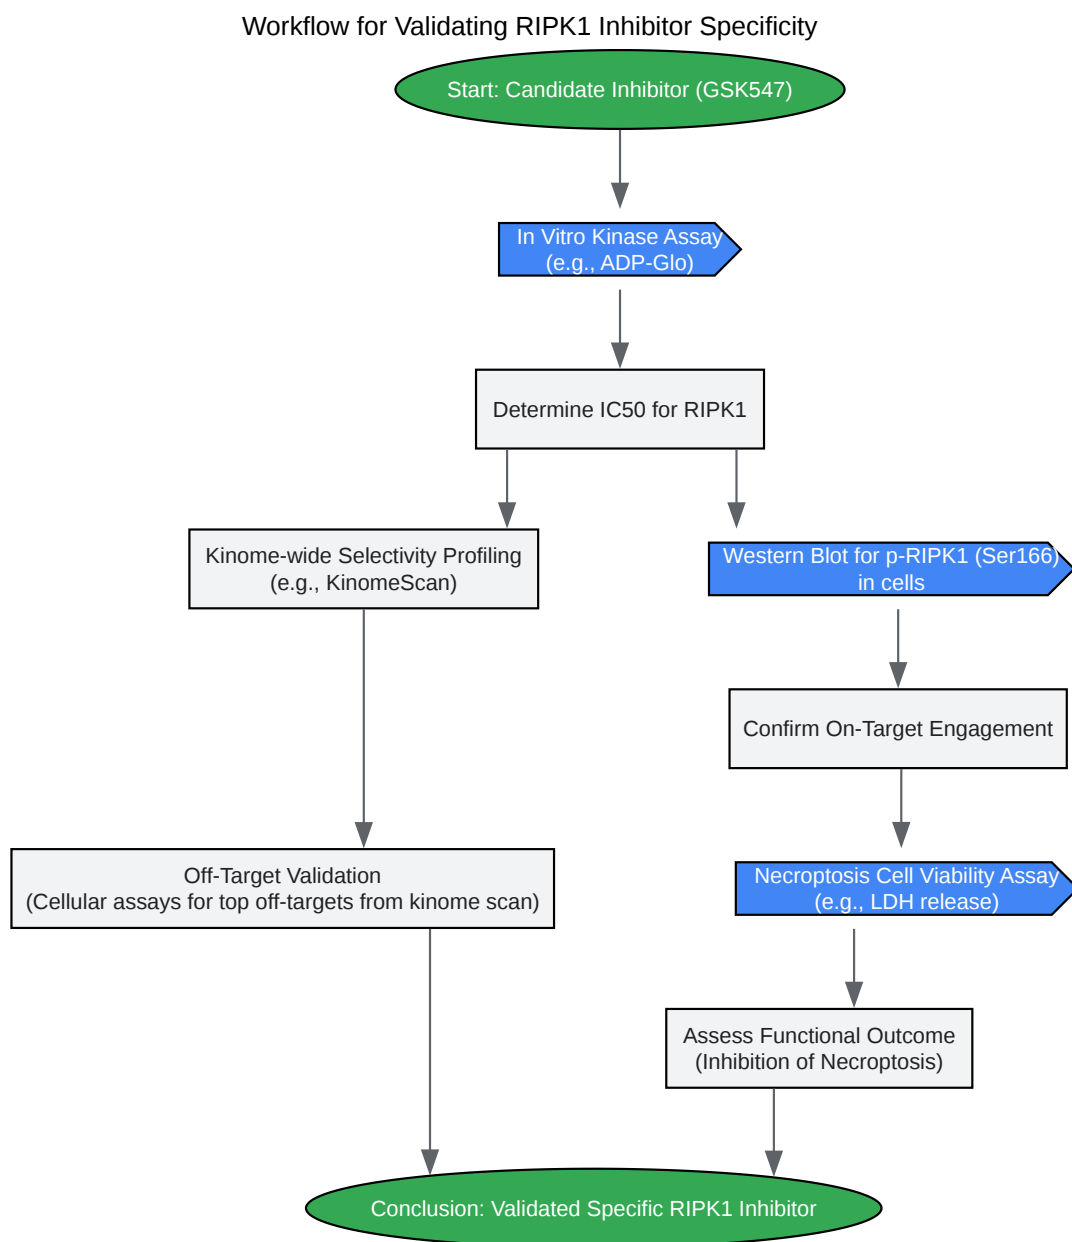 Workflow for Validating RIPK1 Inhibitor Specificity
Start: Candidate Inhibitor (GSK547)
In Vitro Kinase Assay
(e.g., ADP-Glo)
Determine IC50 for RIPK1
Kinome-wide Selectivity Profiling
(e.g., KinomeScan)
Western Blot for p-RIPK1 (Ser166)
in cells
Confirm On-Target Engagement
Off-Target Validation
(Cellular assays for top off-targets from kinome scan)
Necroptosis Cell Viability Assay
(e.g., LDH release)
Assess Functional Outcome
(Inhibition of Necroptosis)
Conclusion: Validated Specific RIPK1 Inhibitor